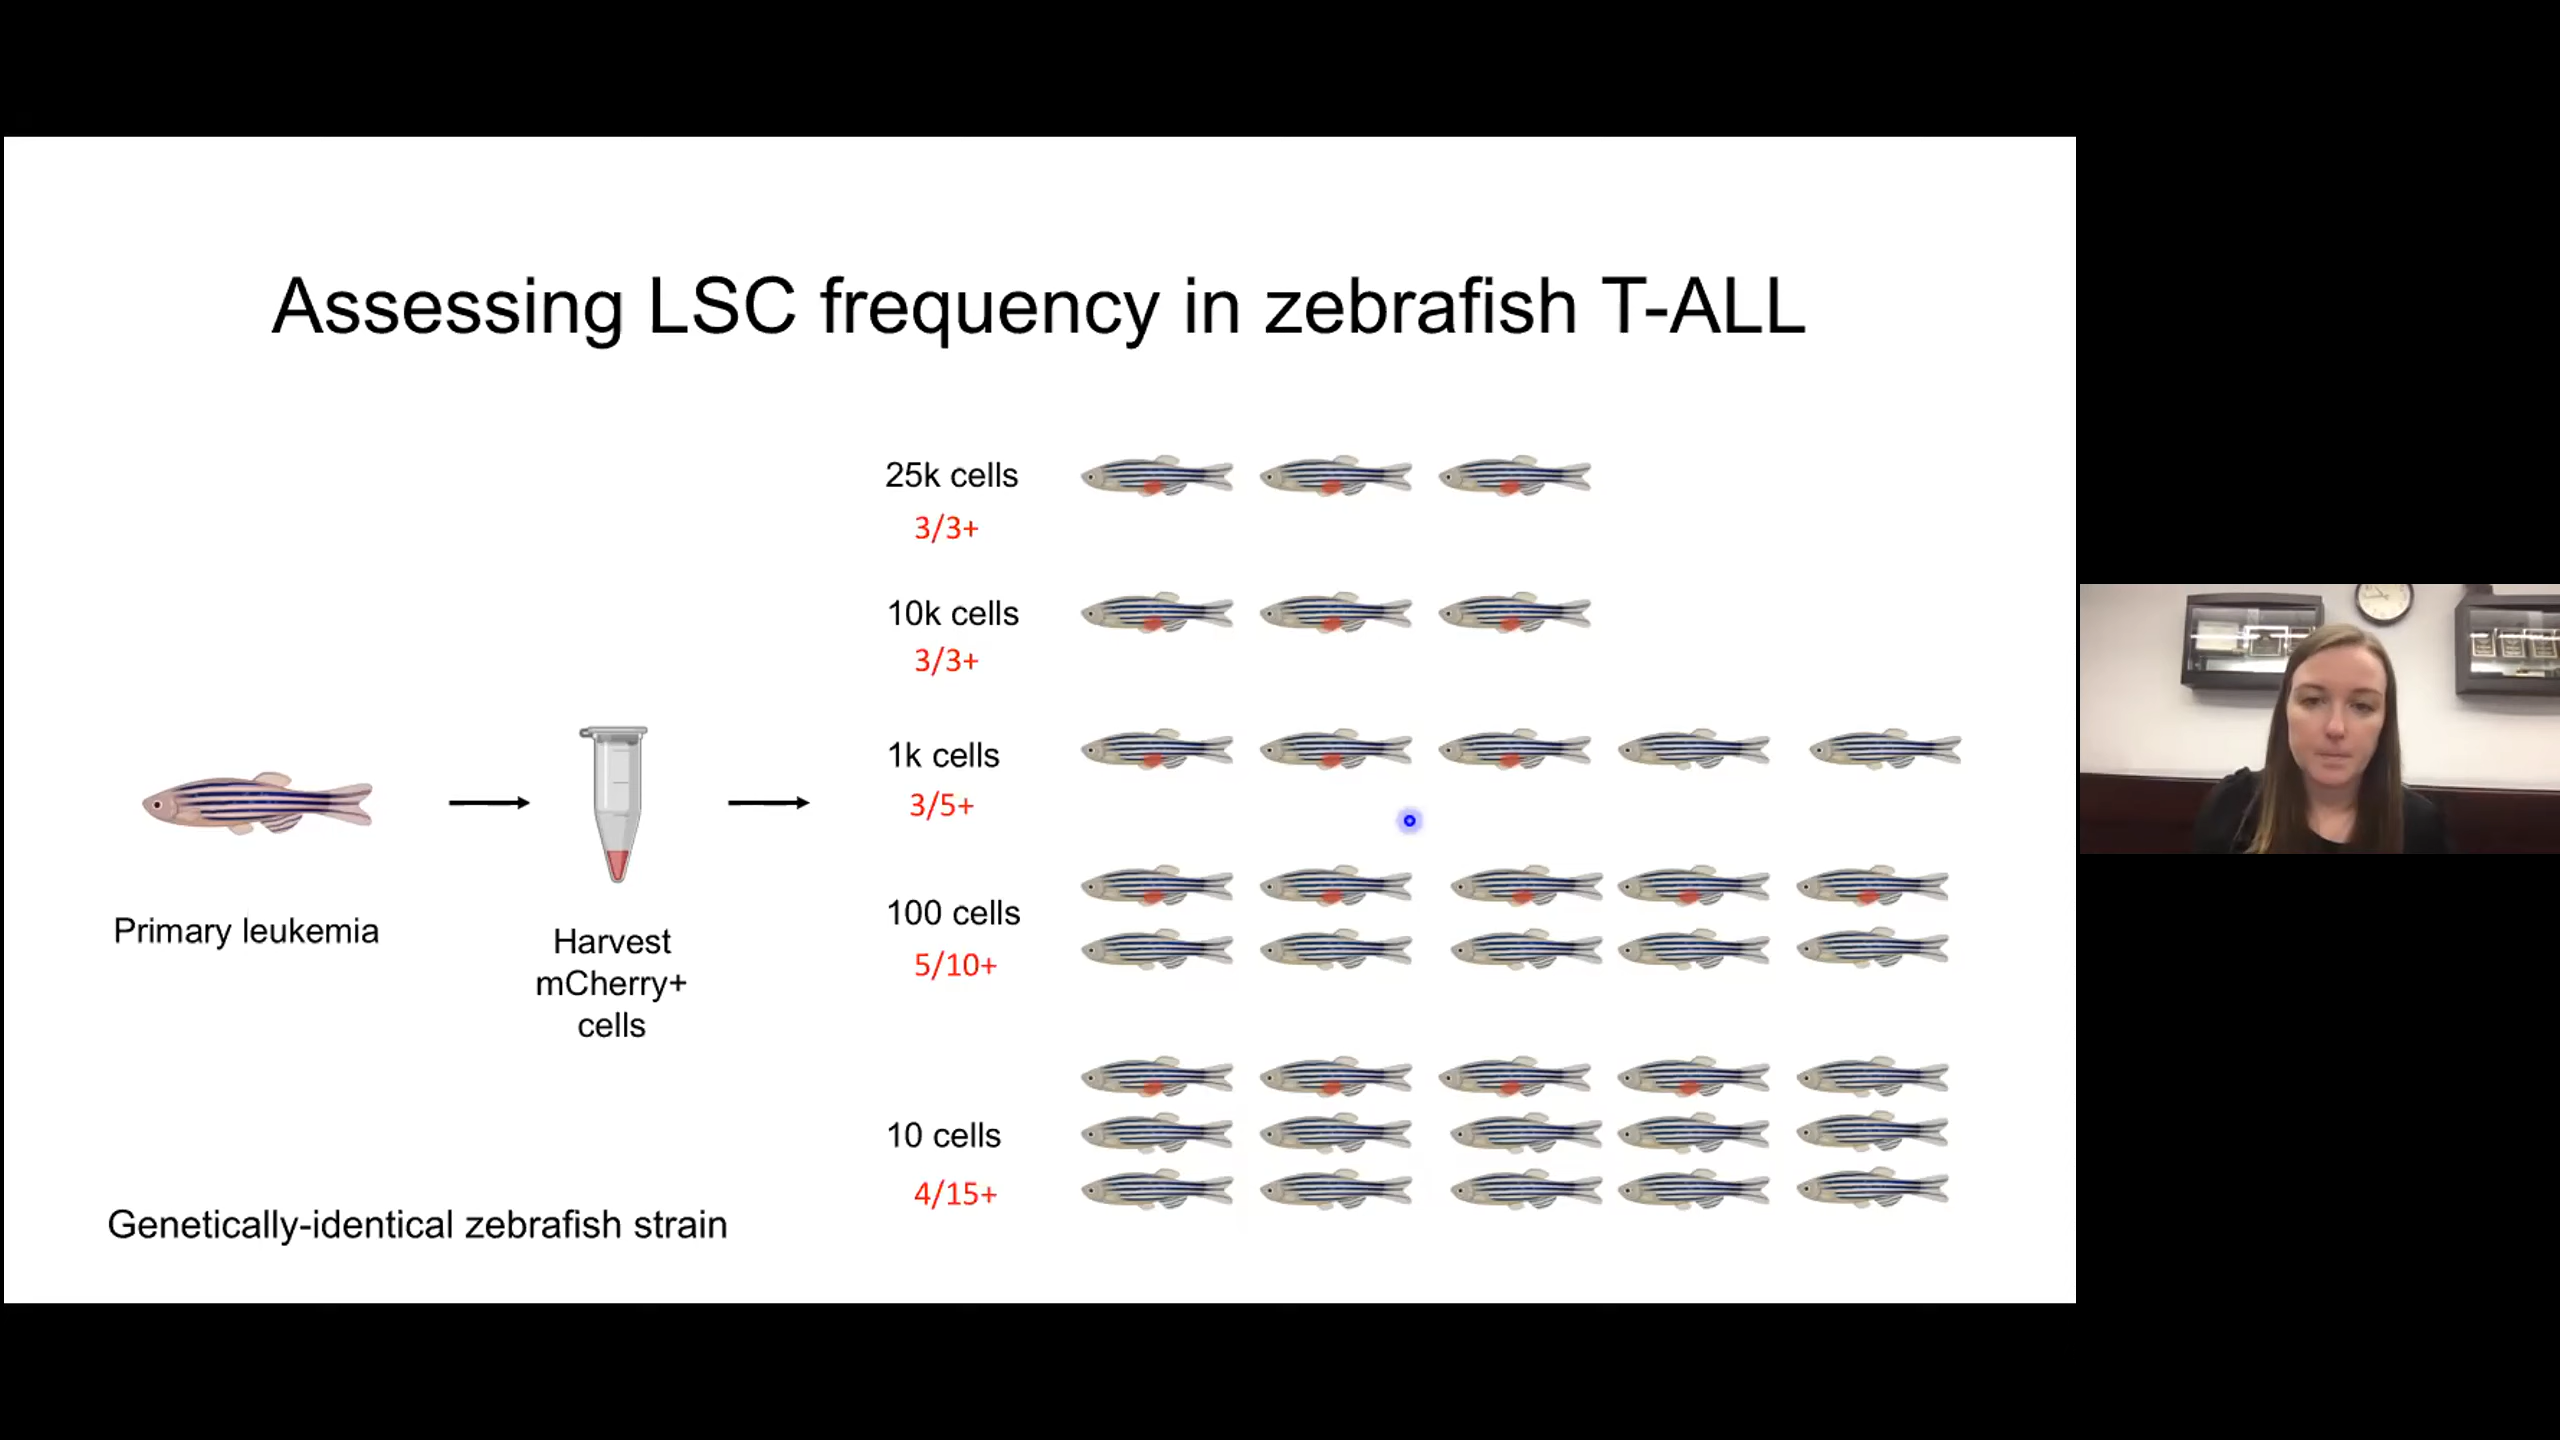 Assessing LSC frequency in zebrafish T-ALL
25k cells
3/3+
10k cells
3/3+
1k cells
3/5+
100 cells
5/10+
10 cells
4/15+
Primary leukemia
Harvest
mCherry+
cells
Genetically-identical zebrafish strain